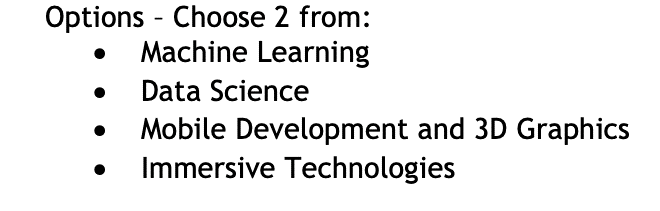 Options – Choose 2 from:
• Machine Learning
• Data Science
• Mobile Development and 3D Graphics
• Immersive Technologies